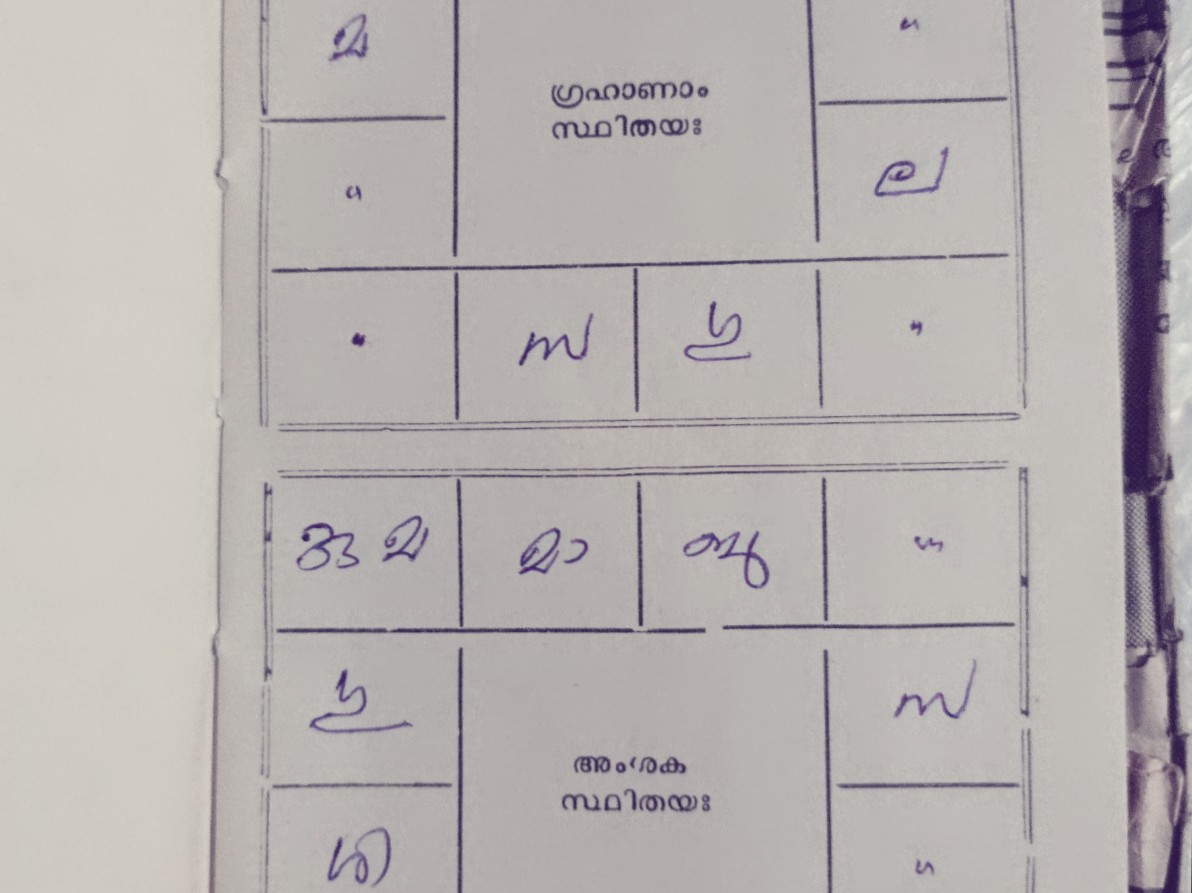 മ "
ഗ്രഹാണാം
സ്ഥിതയഃ
" ല
" സ ഗു "
മ മാ ബു "
ഗു സ
അംശക
സ്ഥിതയഃ
ശി "